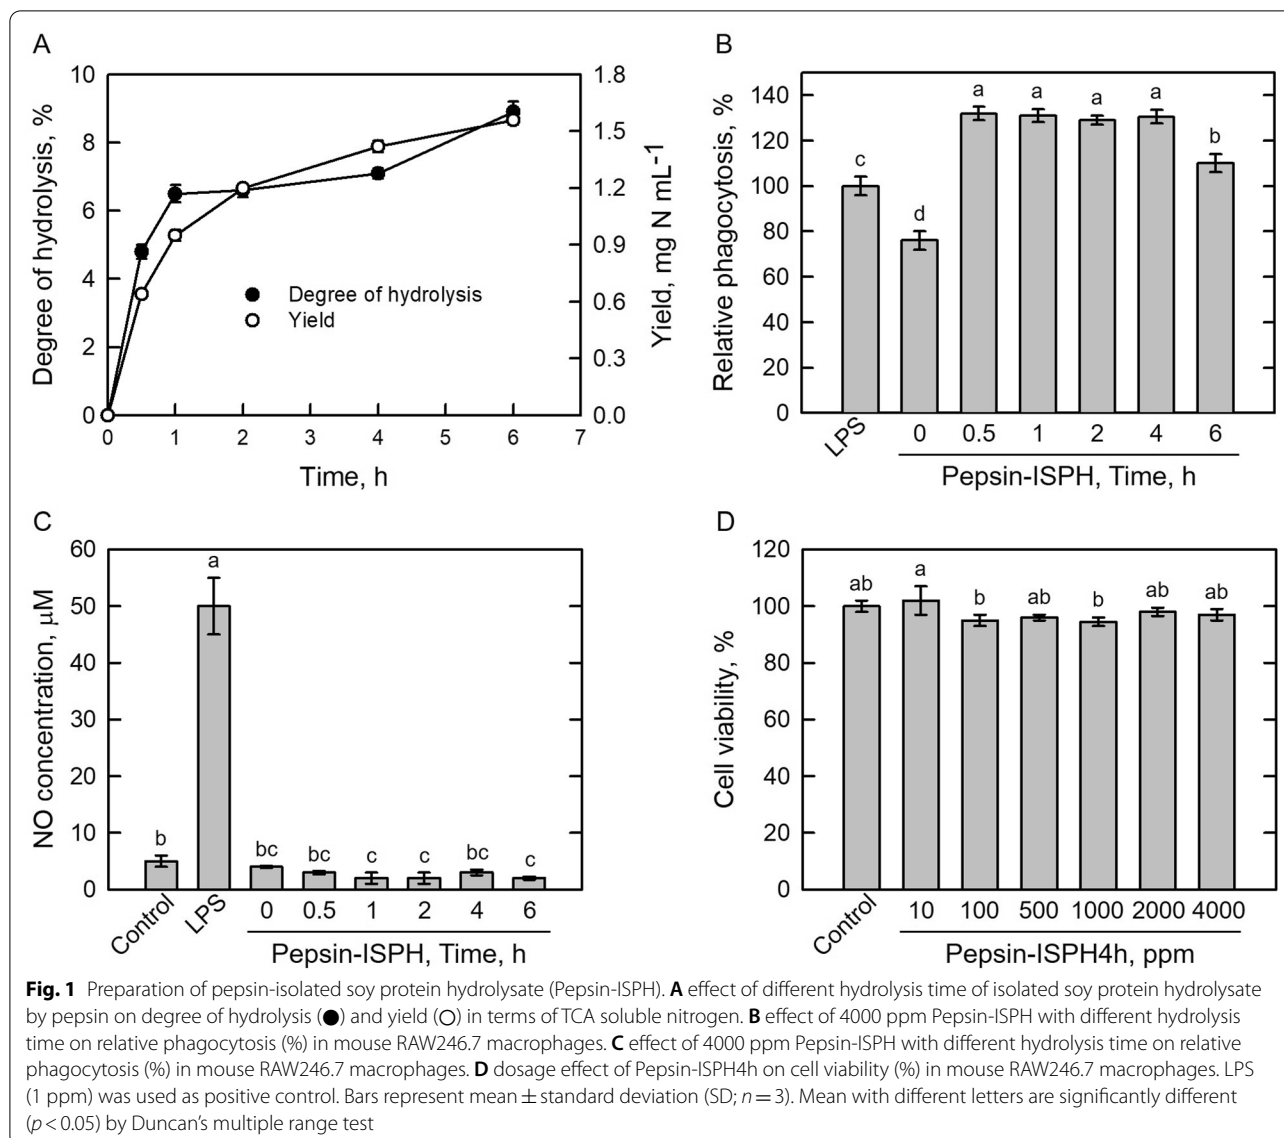 A
10
8
6
4
2
0
Degree of hydrolysis, %
1.8
1.5
1.2
0.9
0.6
0.3
0.0
Yield, mg N mL-1
Degree of hydrolysis
Yield
0 1 2 3 4 5 6 7
Time, h
B
140
120
100
80
60
40
20
0
Relative phagocytosis, %
c d a a a a b
LPS 0 0.5 1 2 4 6
Pepsin-ISPH, Time, h
C
60
50
40
30
20
10
0
NO concentration, μM
b a bc bc c c bc c
Control LPS 0 0.5 1 2 4 6
Pepsin-ISPH, Time, h
D
120
100
80
60
40
20
0
Cell viability, %
ab a b ab b ab ab
Control 10 100 500 1000 2000 4000
Pepsin-ISPH4h, ppm
Fig. 1 Preparation of pepsin-isolated soy protein hydrolysate (Pepsin-ISPH). A effect of different hydrolysis time of isolated soy protein hydrolysate
by pepsin on degree of hydrolysis (●) and yield (○) in terms of TCA soluble nitrogen. B effect of 4000 ppm Pepsin-ISPH with different hydrolysis
time on relative phagocytosis (%) in mouse RAW246.7 macrophages. C effect of 4000 ppm Pepsin-ISPH with different hydrolysis time on relative
phagocytosis (%) in mouse RAW246.7 macrophages. D dosage effect of Pepsin-ISPH4h on cell viability (%) in mouse RAW246.7 macrophages. LPS
(1 ppm) was used as positive control. Bars represent mean ± standard deviation (SD; n = 3). Mean with different letters are significantly different
(p < 0.05) by Duncan's multiple range test